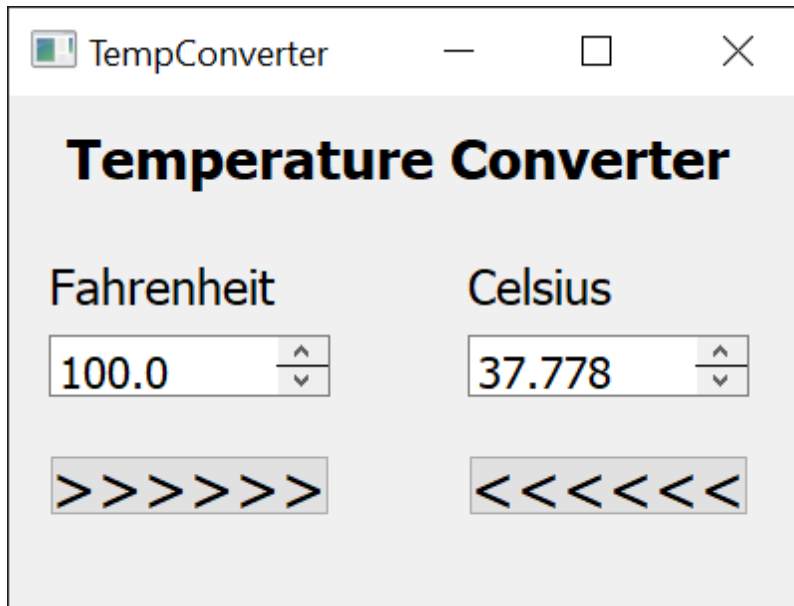 TempConverter
Temperature Converter
Fahrenheit Celsius
100.0 37.778
>>>>>> <<<<<<